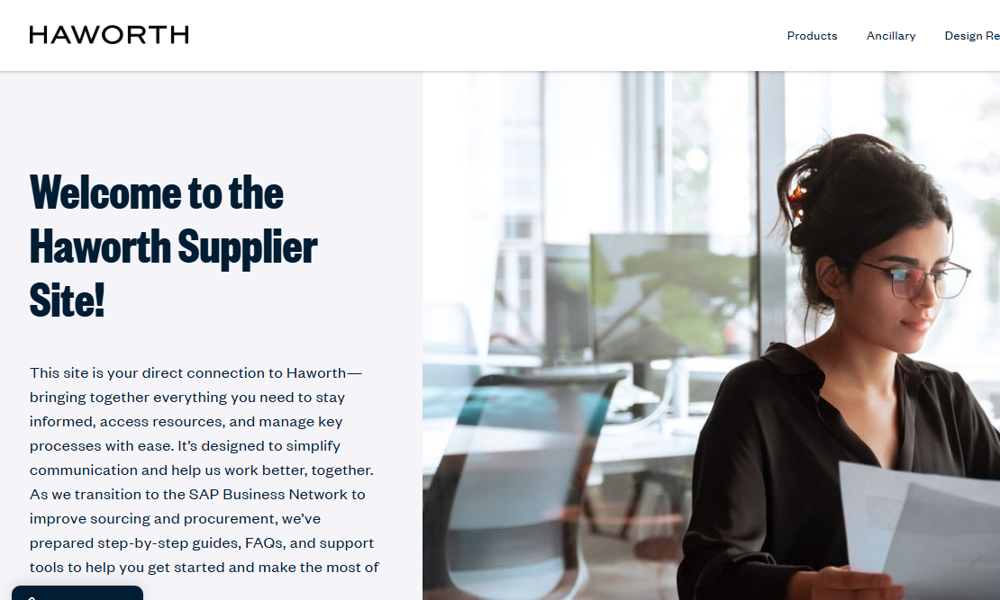 HAWORTH
Products Ancillary Design Re
Welcome to the
Haworth Supplier
Site!
This site is your direct connection to Haworth—
bringing together everything you need to stay
informed, access resources, and manage key
processes with ease. It’s designed to simplify
communication and help us work better, together.
As we transition to the SAP Business Network to
improve sourcing and procurement, we’ve
prepared step-by-step guides, FAQs, and support
tools to help you get started and make the most of